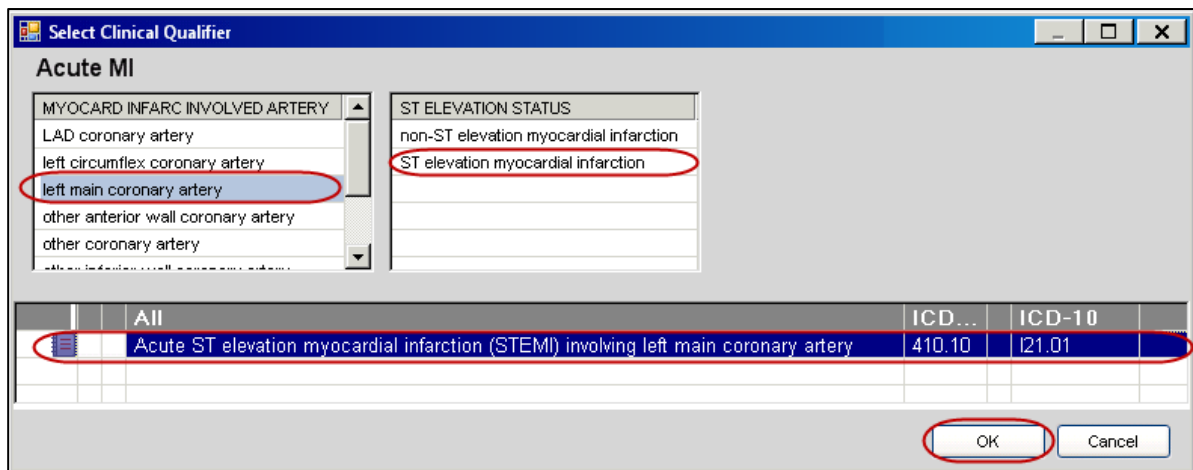 Select Clinical Qualifier
Acute MI
MYOCARD INFARC INVOLVED ARTERY
LAD coronary artery
left circumflex coronary artery
left main coronary artery
other anterior wall coronary artery
other coronary artery
ST ELEVATION STATUS
non-ST elevation myocardial infarction
ST elevation myocardial infarction
All ICD... ICD-10
Acute ST elevation myocardial infarction (STEMI) involving left main coronary artery 410.10 I21.01
OK Cancel